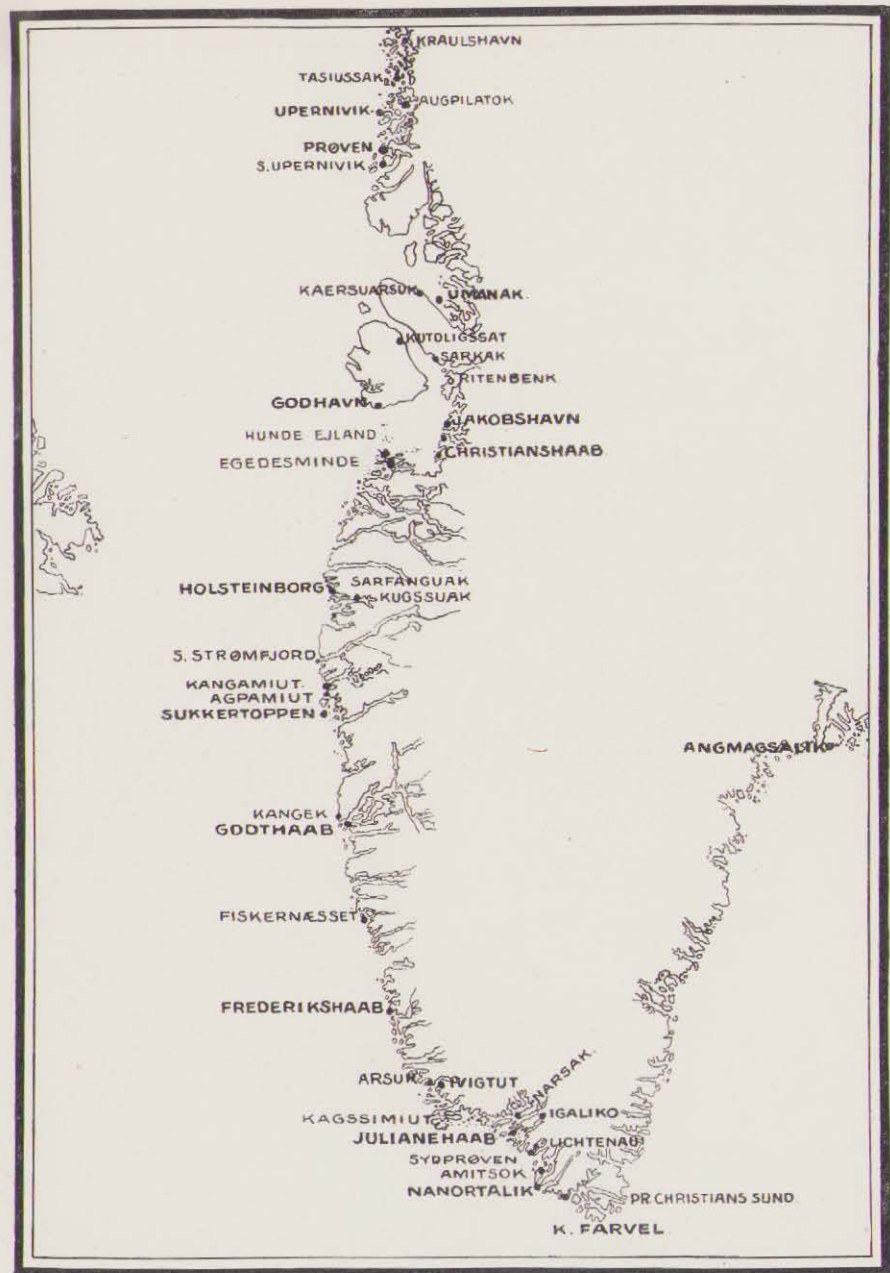 KRAULSHAVN
TASIUSSAK
AUGPILATOK
UPERNIVIK
PRØVEN
S. UPERNIVIK
KAERSUARSUK
UMANAK
KUTDLIGSSAT
SARKAK
RITENBENK
GODHAVN
JAKOBSHAVN
HUNDE EJLAND
CHRISTIANSHAAB
EGEDESMINDE
HOLSTEINBORG
SARFANGUAK
KUGSSUAK
S. STRØMFJORD
KANGAMIUT
AGPAMIUT
SUKKERTOPPEN
ANGMAGSALIK
KANGEK
GODTHAAB
FISKERNÆSSET
FREDERIKSHAAB
ARSUK
IVIGTUT
NARSAK
KAGSSIMIUT
IGALIKO
JULIANEHAAB
LICHTENAU
SYDPRØVEN
AMITSOK
NANORTALIK
PR. CHRISTIANS SUND
K. FARVEL